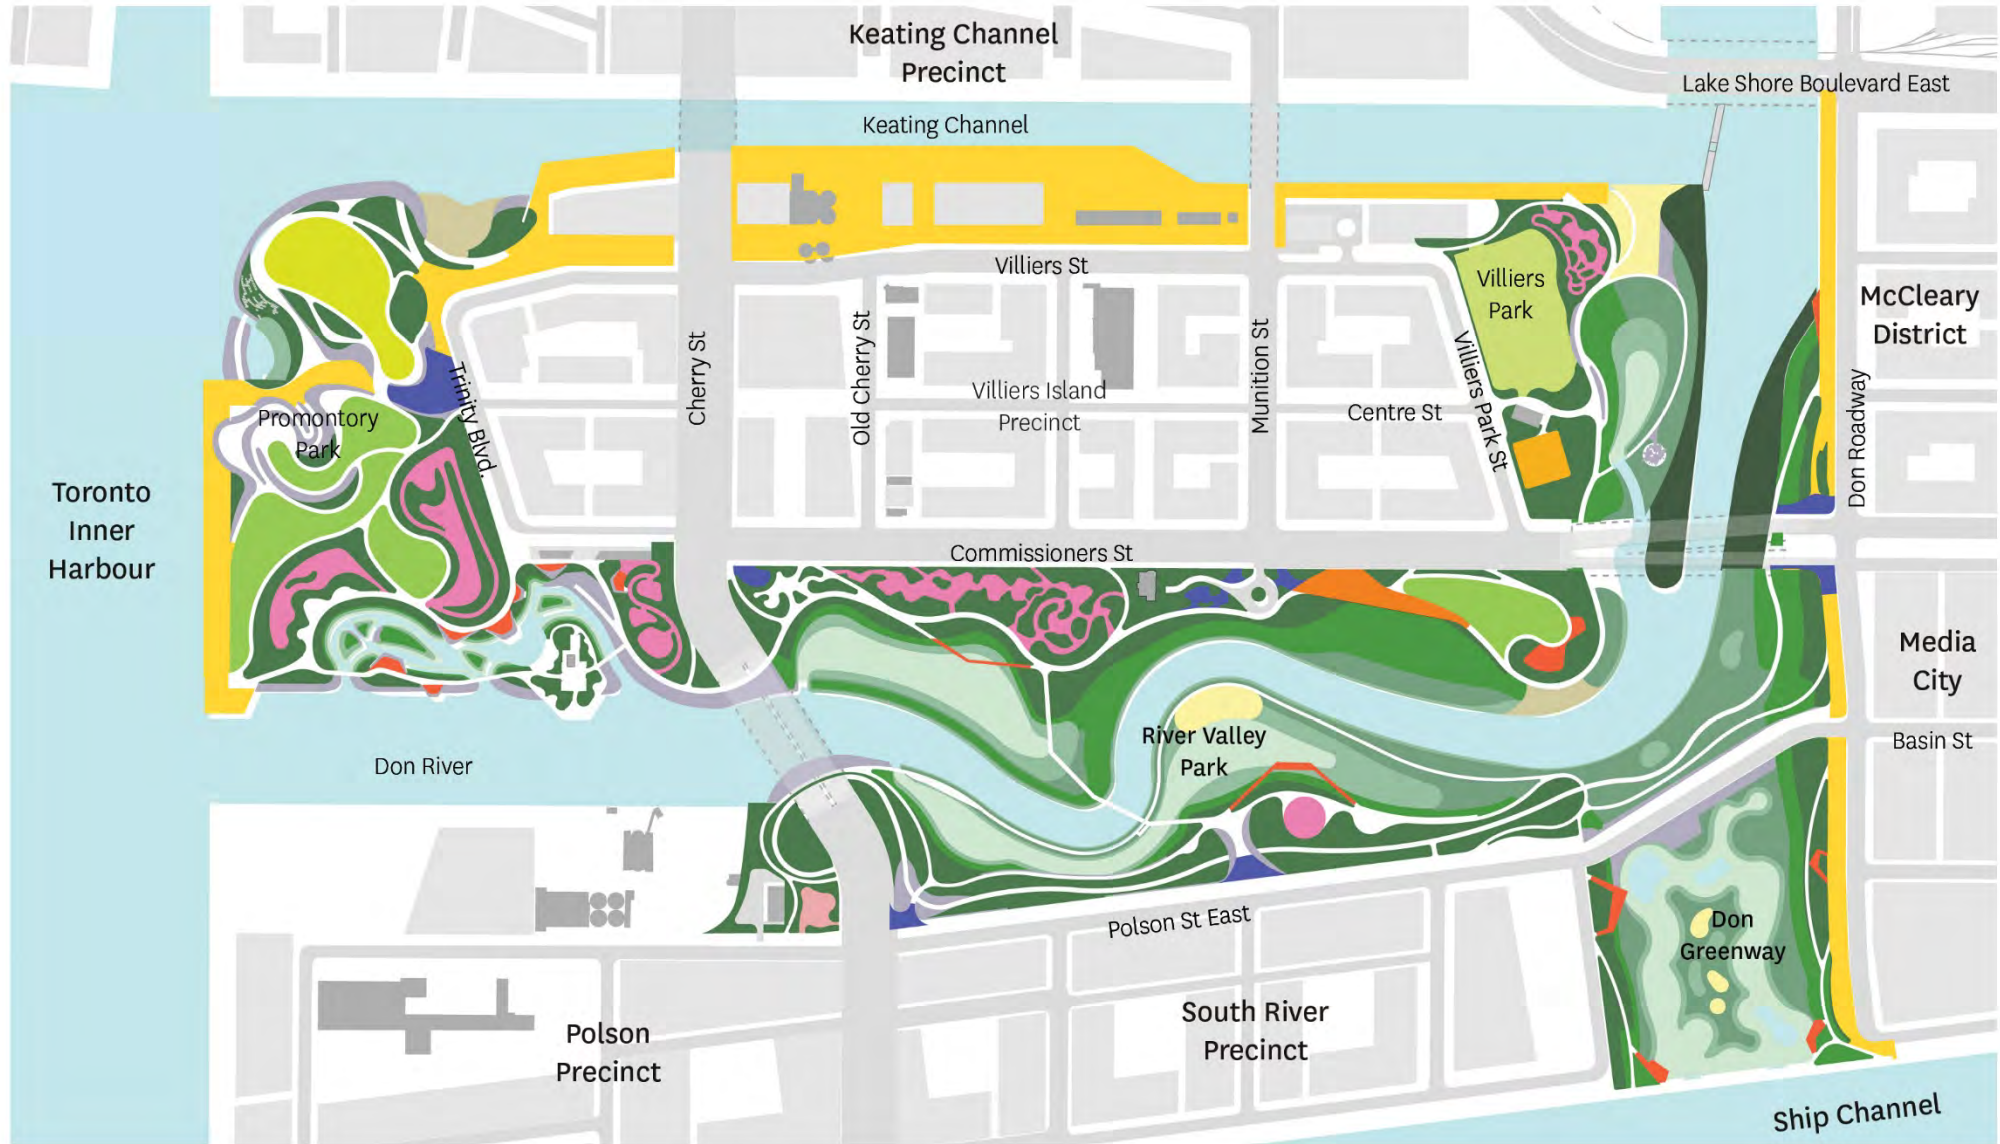 Keating Channel
Precinct
Lake Shore Boulevard East
Keating Channel
Villiers St
Villiers
Park
McCleary
District
Cherry St
Old Cherry St
Villiers Island
Precinct
Munition St
Centre St
Villiers Park St
Don Roadway
Trinity Blvd.
Promontory
Park
Toronto
Inner
Harbour
Commissioners St
Media
City
River Valley
Park
Basin St
Don River
Polson St East
Don
Greenway
South River
Precinct
Polson
Precinct
Ship Channel